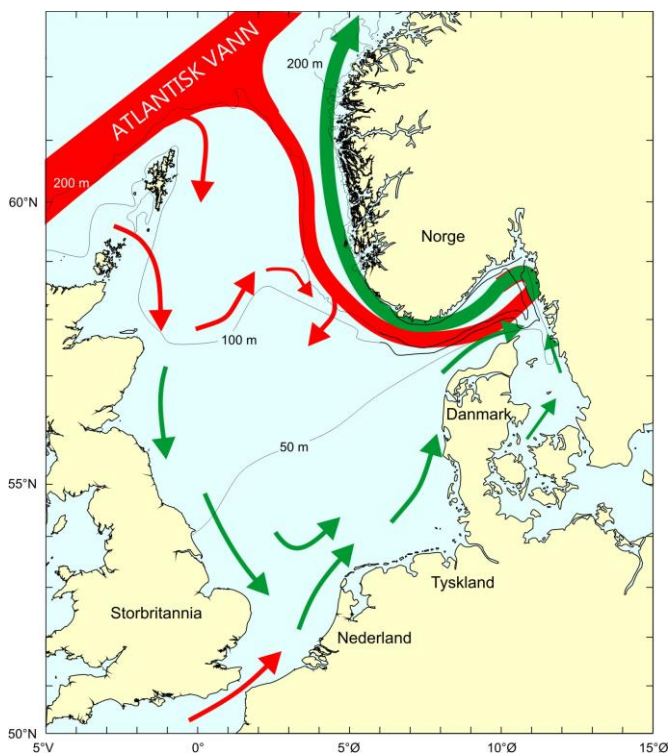 ATLANTISK VANN
200 m
200 m
60°N
Norge
100 m
Danmark
50 m
55°N
Tyskland
Storbritannia
Nederland
50°N
5°V
0°
5°Ø
10°Ø
15°Ø